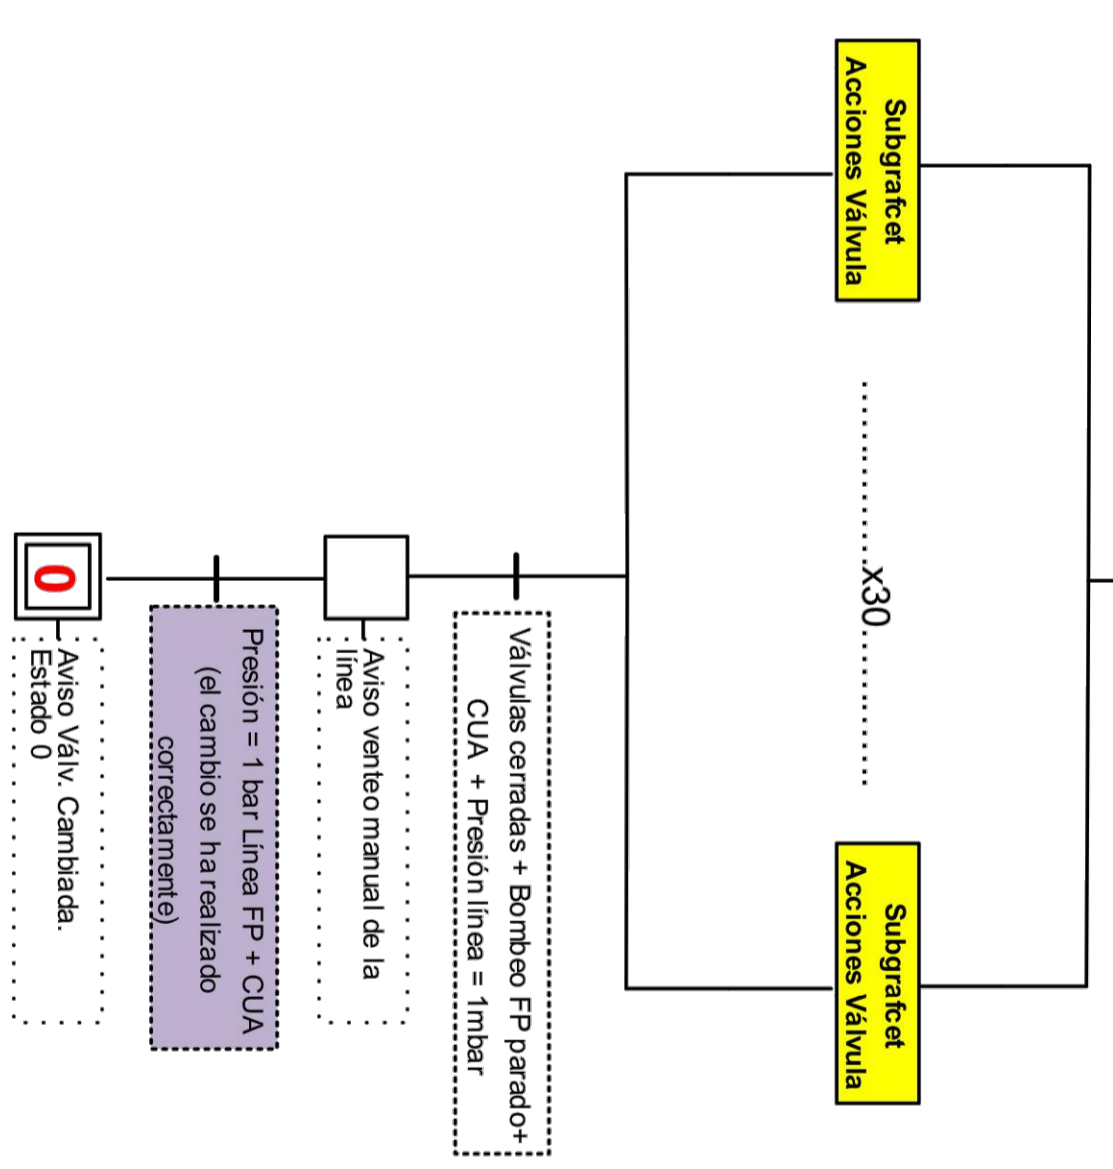 Subgrafcet
Acciones Válvula
x30
Subgrafcet
Acciones Válvula
Válvulas cerradas + Bombeo FP parado+
CUA + Presión línea = 1mbar
Aviso venteo manual de la
línea
Presión = 1 bar Línea FP + CUA
(el cambio se ha realizado
correctamente)
0
Aviso Válv. Cambiada.
Estado 0